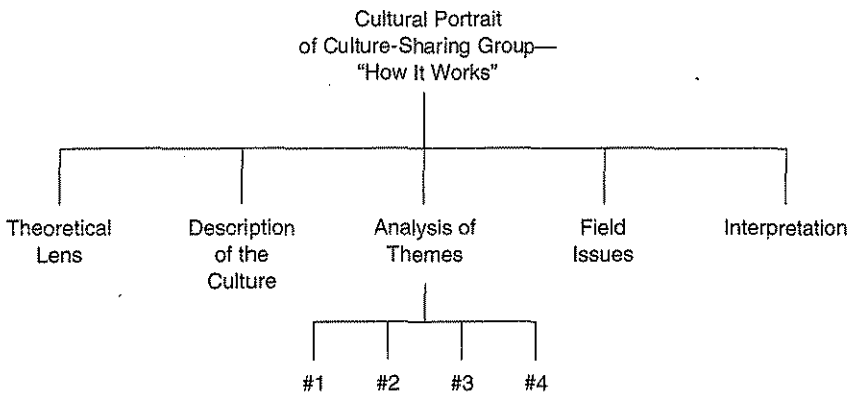 Cultural Portrait
of Culture-Sharing Group—
"How It Works"
Theoretical
Lens
Description
of the
Culture
Analysis of
Themes
Field
Issues
Interpretation
#1 #2 #3 #4